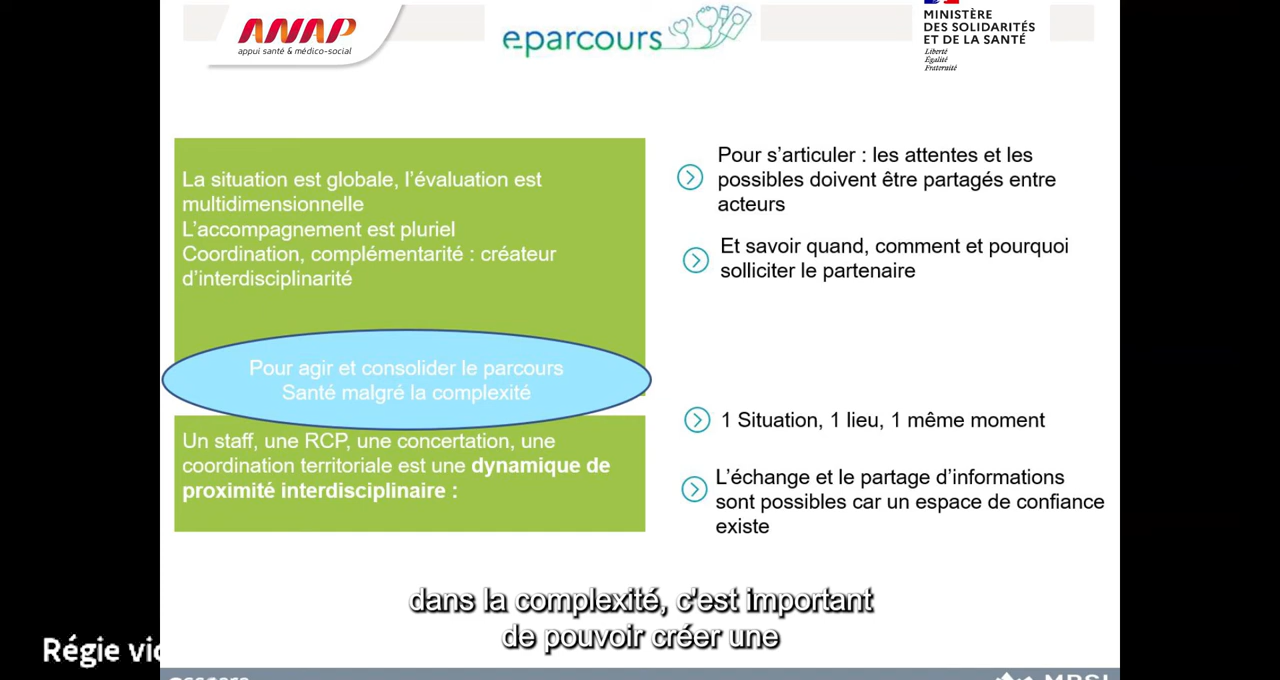 ANAP
appui santé & médico-social
eparcours
MINISTÈRE
DES SOLIDARITÉS
ET DE LA SANTÉ
Liberté
Égalité
Fraternité
La situation est globale, l’évaluation est
multidimensionnelle
L’accompagnement est pluriel
Coordination, complémentarité : créateur
d’interdisciplinarité
Pour s’articuler : les attentes et les
possibles doivent être partagés entre
acteurs
Et savoir quand, comment et pourquoi
solliciter le partenaire
Pour agir et consolider le parcours
Santé malgré la complexité
Un staff, une RCP, une concertation, une
coordination territoriale est une dynamique de
proximité interdisciplinaire :
1 Situation, 1 lieu, 1 même moment
L’échange et le partage d’informations
sont possibles car un espace de confiance
existe
dans la complexité, c'est important
de pouvoir créer une
Régie